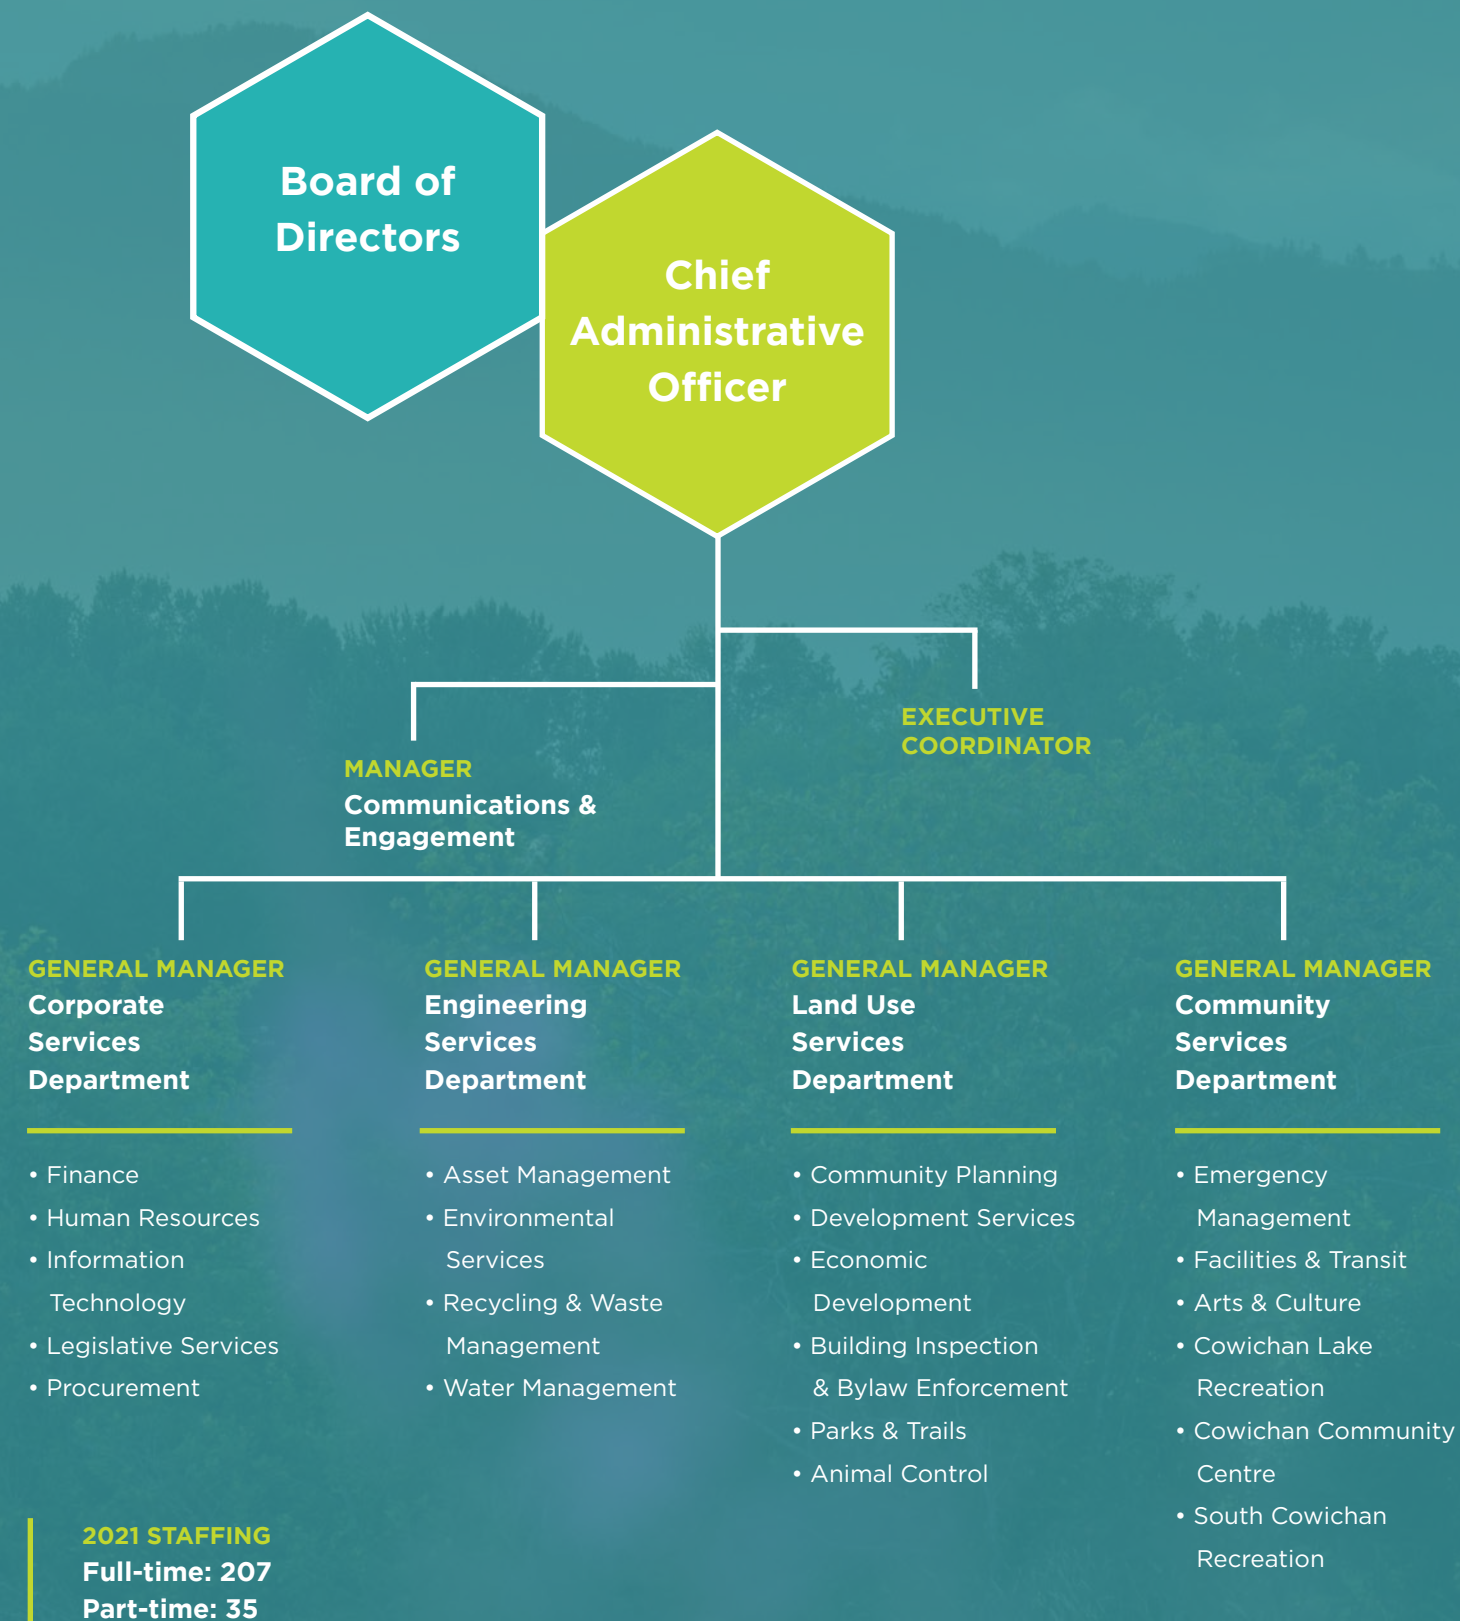 Board of
Directors
Chief
Administrative
Officer
EXECUTIVE
COORDINATOR
MANAGER
Communications &
Engagement
GENERAL MANAGER
Corporate
Services
Department
• Finance
• Human Resources
• Information
Technology
• Legislative Services
• Procurement
GENERAL MANAGER
Engineering
Services
Department
• Asset Management
• Environmental
Services
• Recycling & Waste
Management
• Water Management
GENERAL MANAGER
Land Use
Services
Department
• Community Planning
• Development Services
• Economic
Development
• Building Inspection
& Bylaw Enforcement
• Parks & Trails
• Animal Control
GENERAL MANAGER
Community
Services
Department
• Emergency
Management
• Facilities & Transit
• Arts & Culture
• Cowichan Lake
Recreation
• Cowichan Community
Centre
• South Cowichan
Recreation
2021 STAFFING
Full-time: 207
Part-time: 35